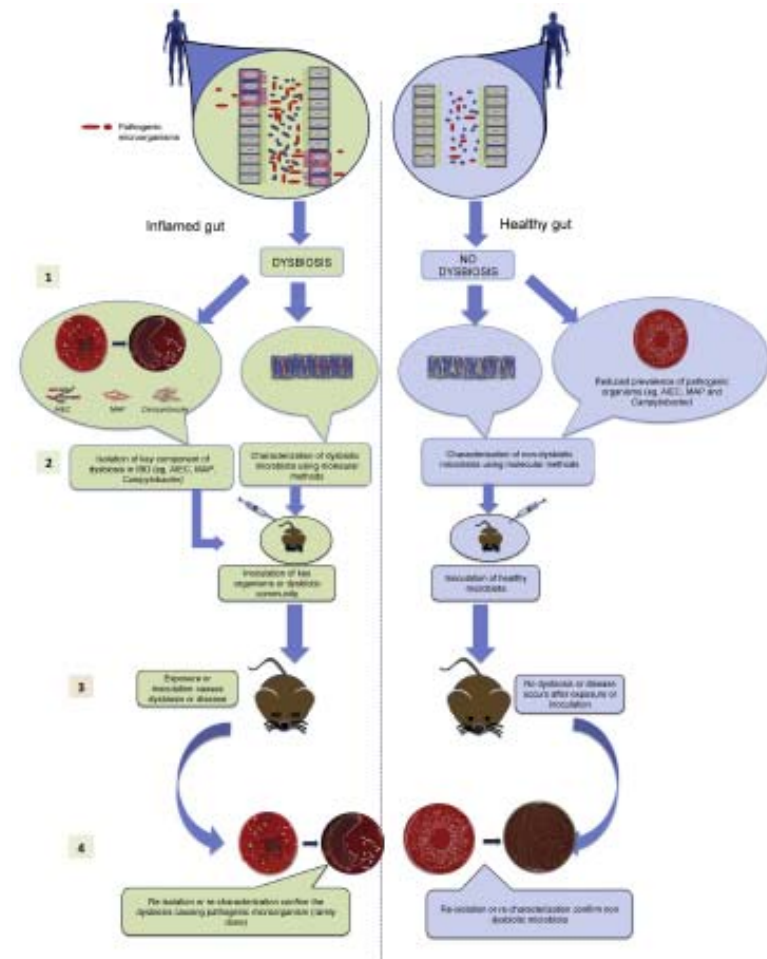 Pathogenic
microorganisms
Inflamed gut
Healthy gut
DYSBIOSIS
NO
DYSBIOSIS
1
AIEC
MAP
Reduced prevalence of pathogenic
organisms (eg. AIEC, MAP and
Campylobacter)
2
Isolation of key component of
dysbiosis in IBD (eg. AIEC, MAP
Campylobacter)
Characterization of dysbiotic
microbiota using molecular
methods
Characterization of non-dysbiotic
microbiota using molecular methods
Inoculation of key
organisms or dysbiotic
community
Inoculation of healthy
microbiota
3
Exposure or
inoculation causes
dysbiosis or disease
No dysbiosis or disease
occurs after exposure or
inoculation
4
Re-isolation or re-characterization confirm the
dysbiosis causing pathogenic microorganism (rarely
done)
Re-isolation or re-characterization confirm non
dysbiotic microbiota